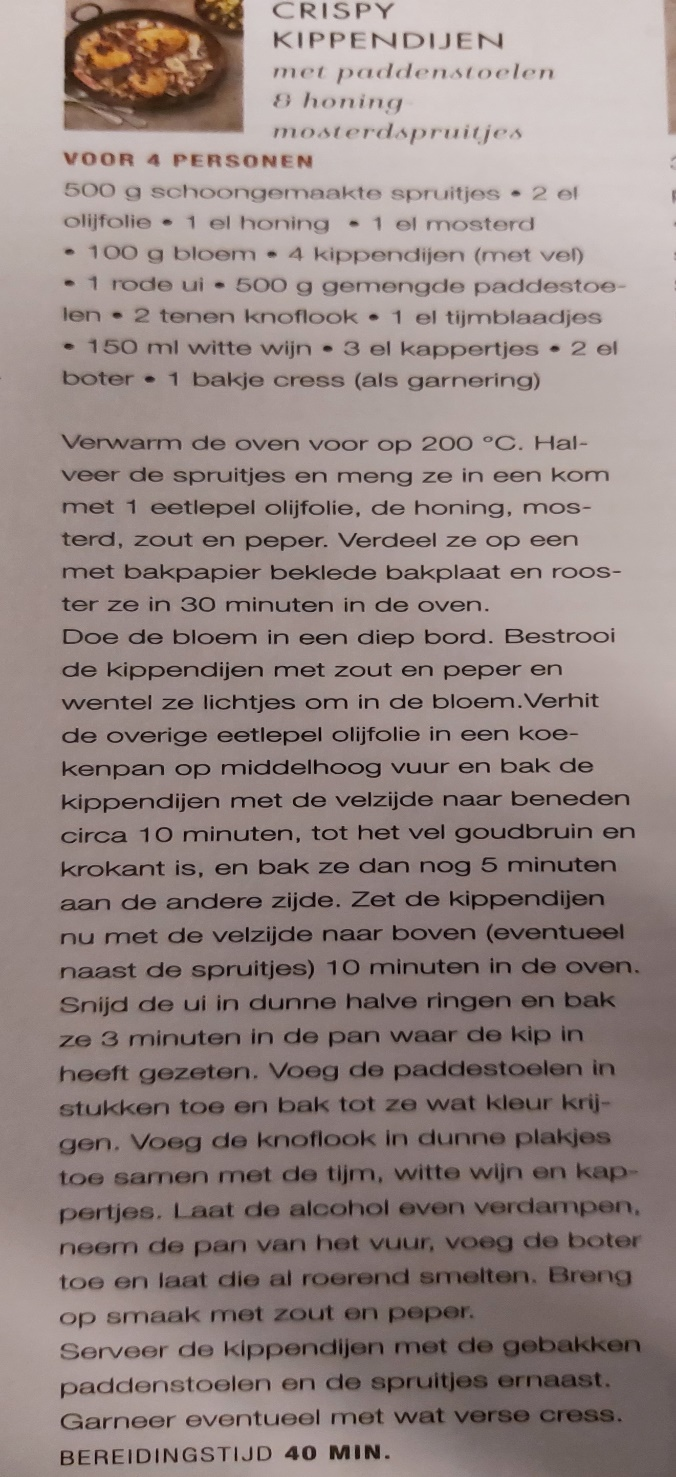 CRISPY
KIPPENDIJEN
met paddenstoelen
& honing
mosterdspruitjes
VOOR 4 PERSONEN
500 g schoongemaakte spruitjes • 2 el
olijfolie • 1 el honing • 1 el mosterd
• 100 g bloem • 4 kippendijen (met vel)
• 1 rode ui • 500 g gemengde paddestoe-
len • 2 tenen knoflook • 1 el tijmblaadjes
• 150 ml witte wijn • 3 el kappertjes • 2 el
boter • 1 bakje cress (als garnering)
Verwarm de oven voor op 200 °C. Hal-
veer de spruitjes en meng ze in een kom
met 1 eetlepel olijfolie, de honing, mos-
terd, zout en peper. Verdeel ze op een
met bakpapier beklede bakplaat en roos-
ter ze in 30 minuten in de oven.
Doe de bloem in een diep bord. Bestrooi
de kippendijen met zout en peper en
wentel ze lichtjes om in de bloem.Verhit
de overige eetlepel olijfolie in een koe-
kenpan op middelhoog vuur en bak de
kippendijen met de velzijde naar beneden
circa 10 minuten, tot het vel goudbruin en
krokant is, en bak ze dan nog 5 minuten
aan de andere zijde. Zet de kippendijen
nu met de velzijde naar boven (eventueel
naast de spruitjes) 10 minuten in de oven.
Snijd de ui in dunne halve ringen en bak
ze 3 minuten in de pan waar de kip in
heeft gezeten. Voeg de paddestoelen in
stukken toe en bak tot ze wat kleur krij-
gen. Voeg de knoflook in dunne plakjes
toe samen met de tijm, witte wijn en kap-
pertjes. Laat de alcohol even verdampen,
neem de pan van het vuur, voeg de boter
toe en laat die al roerend smelten. Breng
op smaak met zout en peper.
Serveer de kippendijen met de gebakken
paddenstoelen en de spruitjes ernaast.
Garneer eventueel met wat verse cress.
BEREIDINGSTIJD 40 MIN.